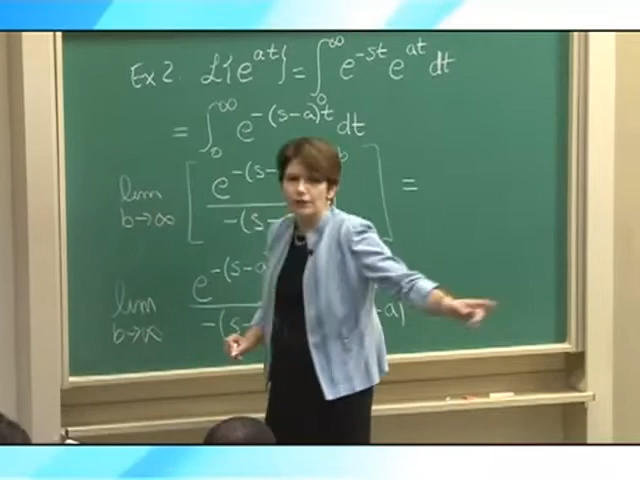 Ex 2. ℒ{e^{at}} = ∫_0^∞ e^{-st} e^{at} dt
= ∫_0^∞ e^{-(s-a)t} dt
lim b→∞ [ e^{-(s- / -(s- b ] =
lim b→∞ e^{-(s-a / -(s- -a)